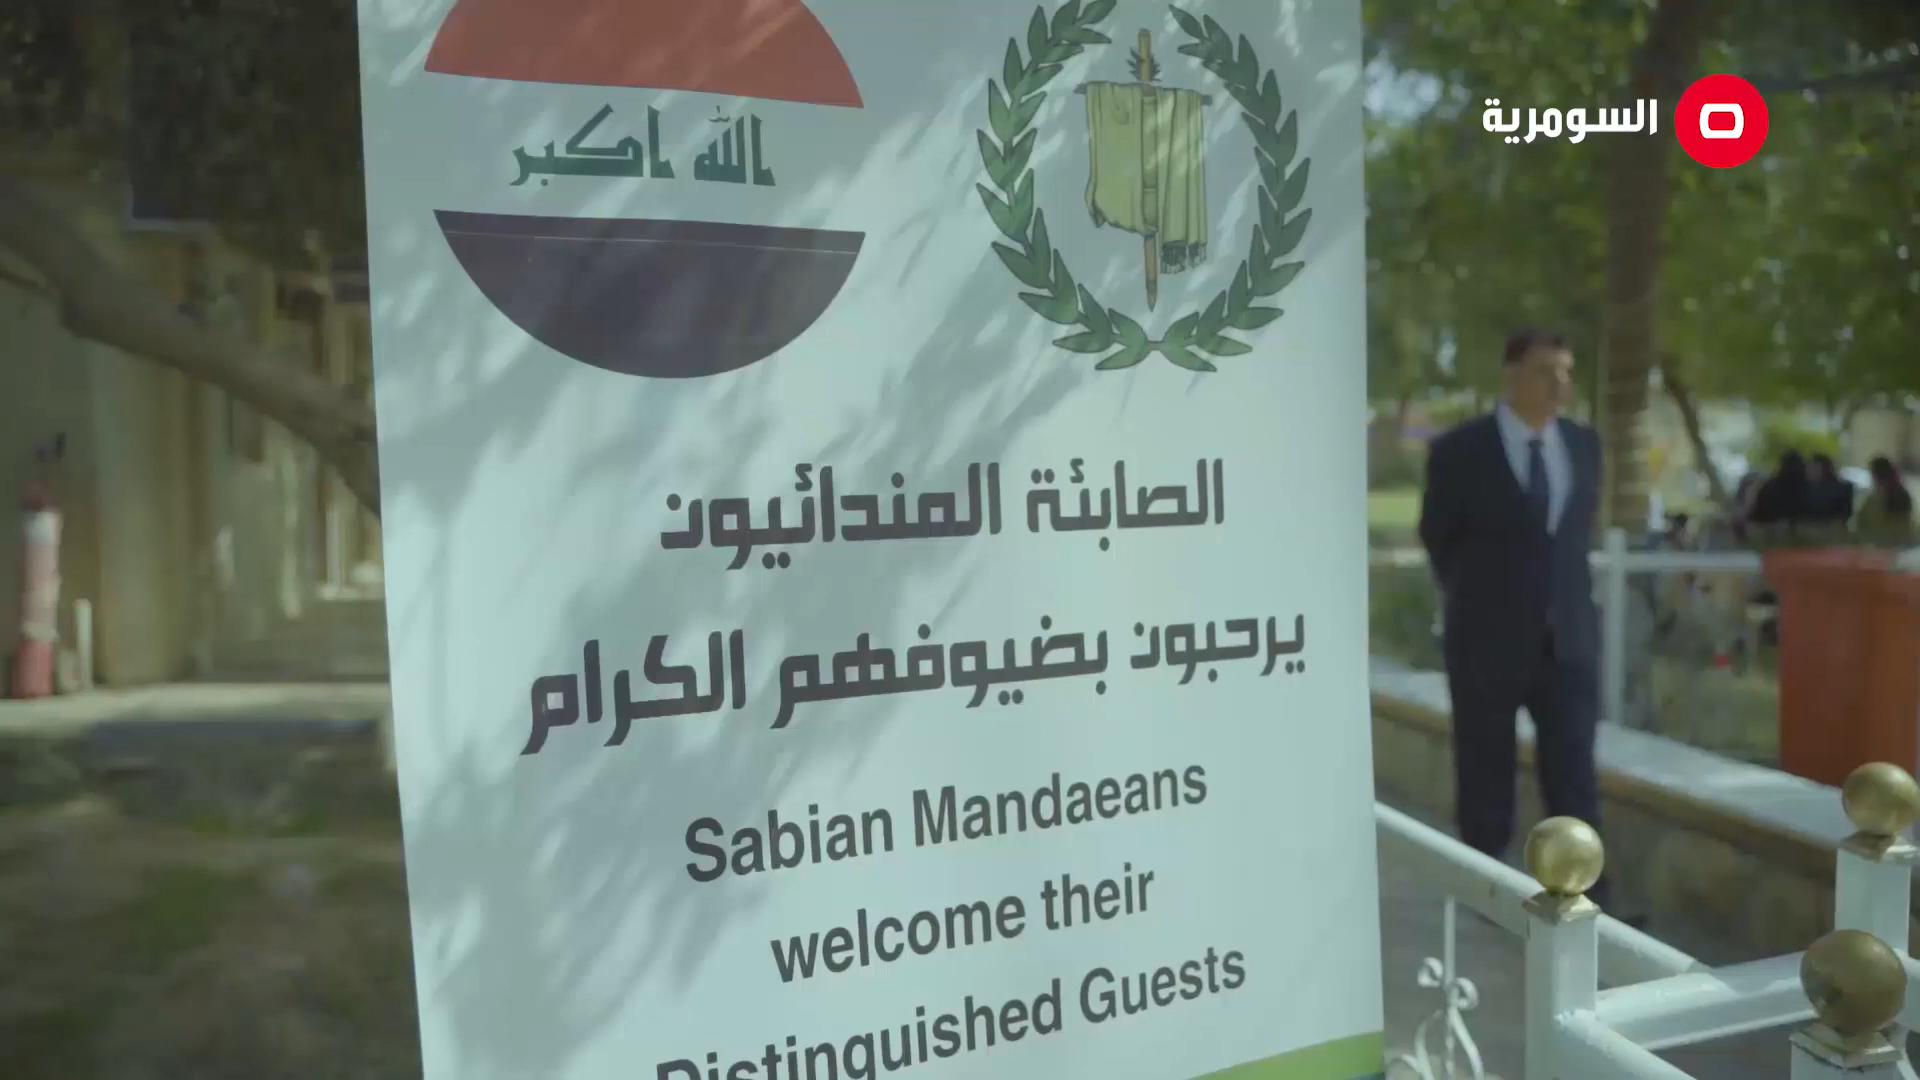 السومرية
الله اكبر
الصابئة المندائيون
يرحبون بضيوفهم الكرام
Sabian Mandaeans
welcome their
Distinguished Guests